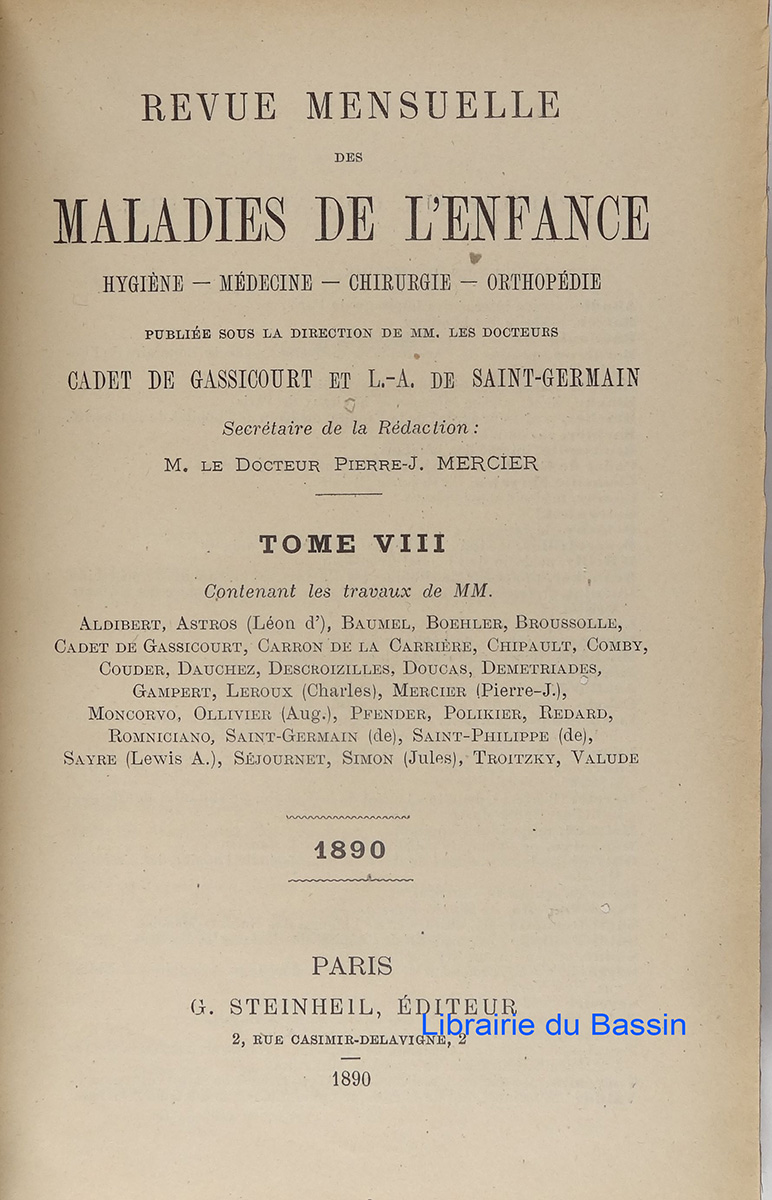 REVUE MENSUELLE
DES
MALADIES DE L'ENFANCE
HYGIÈNE — MÉDECINE — CHIRURGIE — ORTHOPÉDIE
PUBLIÉE SOUS LA DIRECTION DE MM. LES DOCTEURS
CADET DE GASSICOURT ET L.-A. DE SAINT-GERMAIN
Secrétaire de la Rédaction :
M. LE DOCTEUR PIERRE-J. MERCIER
TOME VIII
Contenant les travaux de MM.
ALDIBERT, ASTROS (Léon d'), BAUMEL, BOEHLER, BROUSSOLLE,
CADET DE GASSICOURT, CARRON DE LA CARRIÈRE, CHIPAULT, COMBY,
COUDER, DAUCHEZ, DESCROIZILLES, DOUCAS, DEMETRIADES,
GAMPERT, LEROUX (Charles), MERCIER (Pierre-J.),
MONCORVO, OLLIVIER (Aug.), PFENDER, POLIKIER, REDARD,
ROMNICIANO, SAINT-GERMAIN (de), SAINT-PHILIPPE (de),
SAYRE (Lewis A.), SÉJOURNET, SIMON (Jules), TROITZKY, VALUDE
1890
PARIS
G. STEINHEIL, ÉDITEUR
Librairie du Bassin
2, RUE CASIMIR-DELAVIGNE, 2
1890